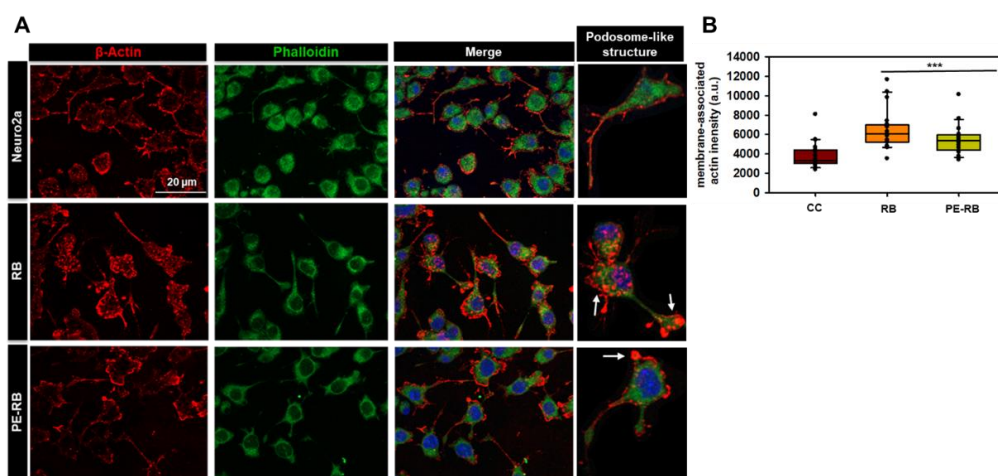 A
B
β-Actin
Phalloidin
Merge
Podosome-like
structure
Neuro2a
20 µm
RB
PE-RB
membrane-associated
actin inensity (a.u.)
14000
12000
10000
8000
6000
4000
2000
0
***
CC
RB
PE-RB